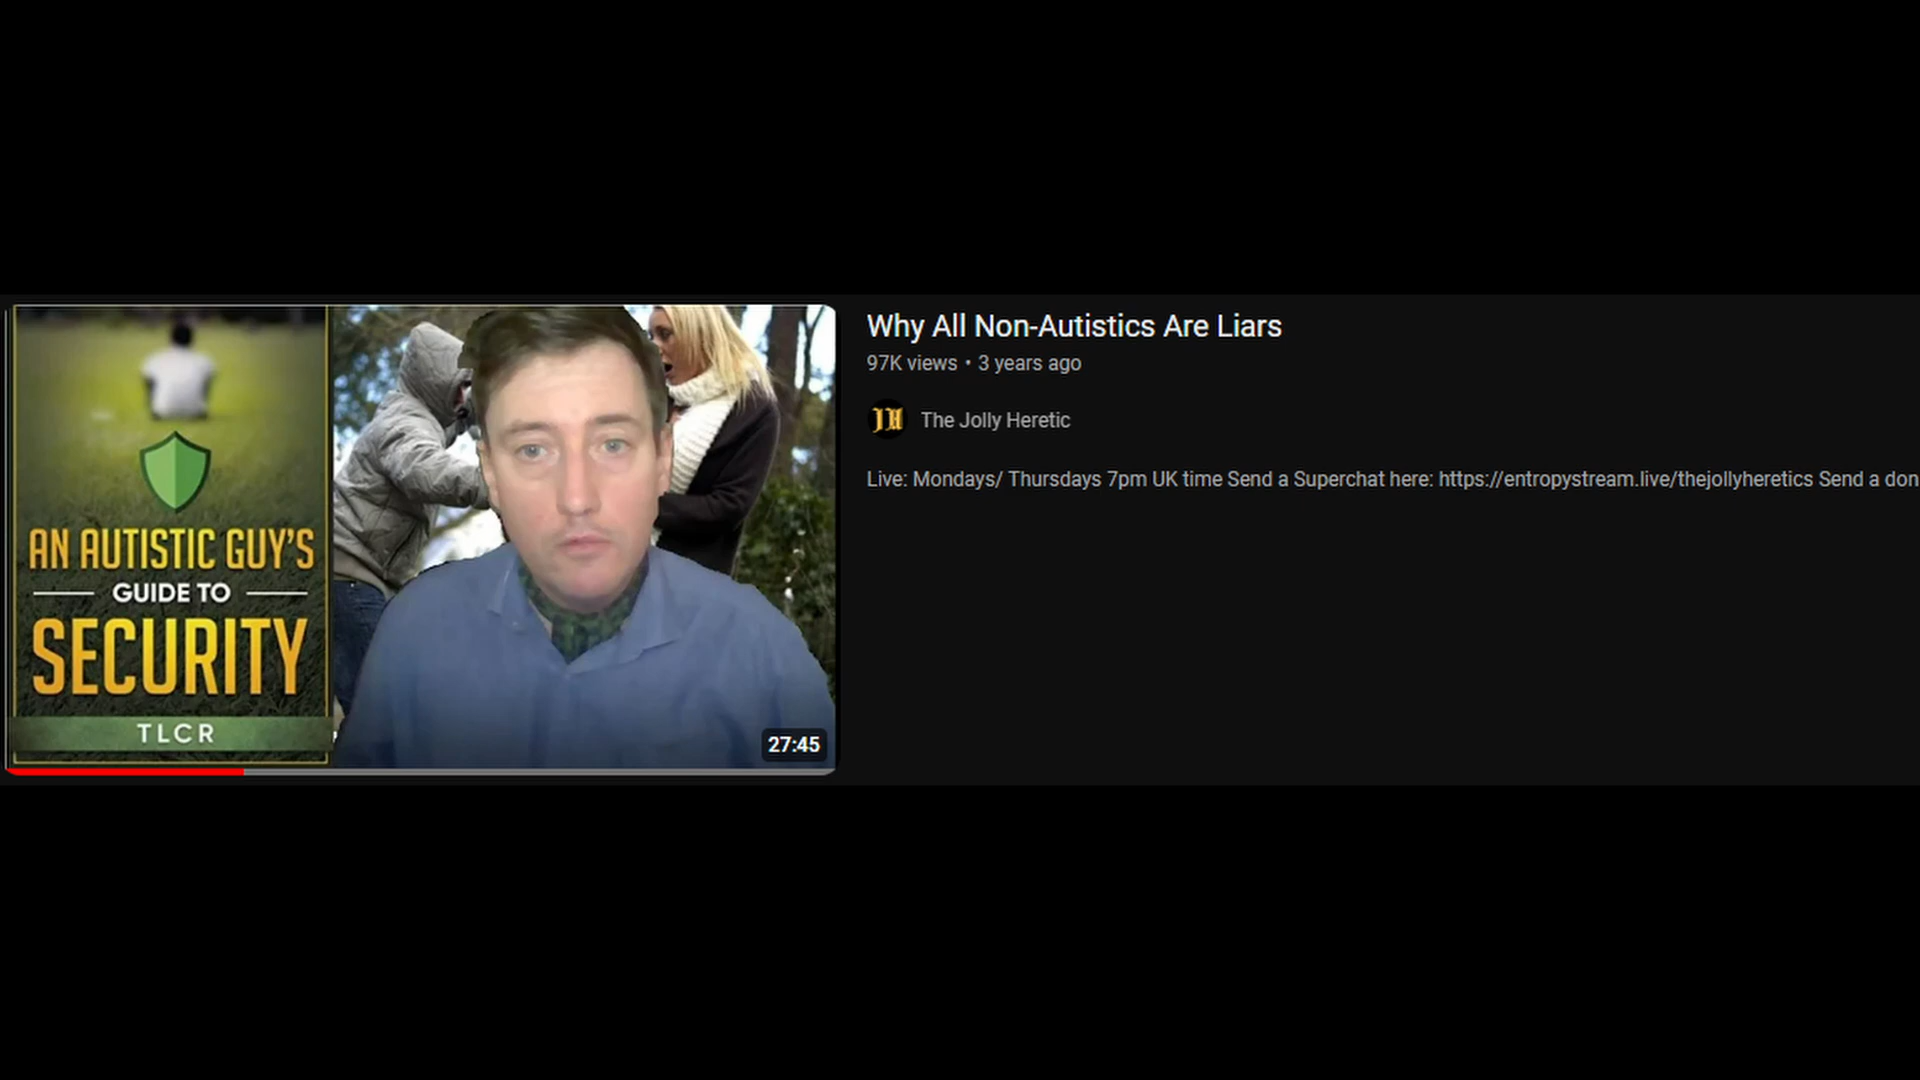 AN AUTISTIC GUY'S
GUIDE TO
SECURITY
TLCR
27:45
Why All Non-Autistics Are Liars
97K views • 3 years ago
JH
The Jolly Heretic
Live: Mondays/ Thursdays 7pm UK time Send a Superchat here: https://entropystream.live/thejollyheretics Send a don